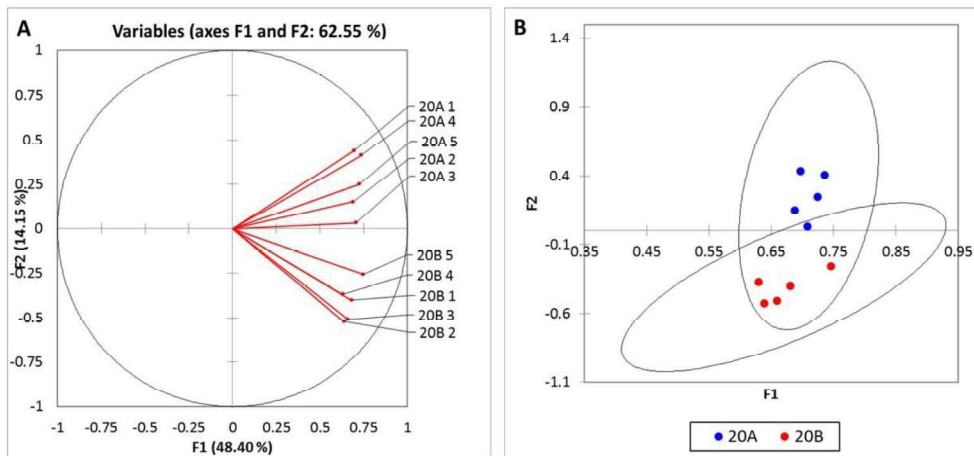 A
Variables (axes F1 and F2: 62.55 %)
1
0.75
0.5
0.25
0
-0.25
-0.5
-0.75
-1
F2 (14.15 %)
20A 1
20A 4
20A 5
20A 2
20A 3
20B 5
20B 4
20B 1
20B 3
20B 2
-1 -0.75 -0.5 -0.25 0 0.25 0.5 0.75 1
F1 (48.40 %)
B
1.4
0.9
0.4
-0.1
-0.6
-1.1
F2
0.35 0.45 0.55 0.65 0.75 0.85 0.95
F1
20A 20B